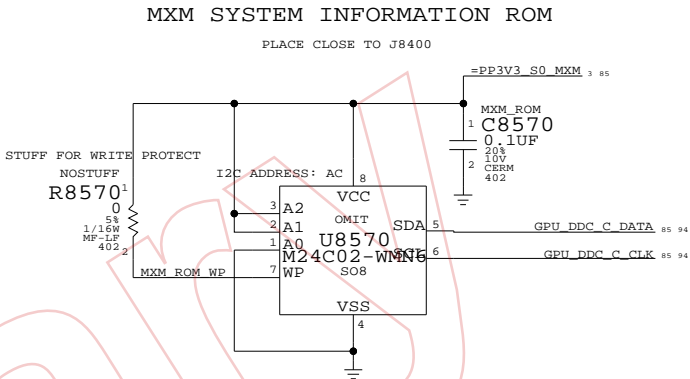 MXM SYSTEM INFORMATION ROM
PLACE CLOSE TO J8400
=PP3V3_S0_MXM 3 85
MXM_ROM
1 C8570
0.1UF
20%
2 10V
CERM
402
STUFF FOR WRITE PROTECT
NOSTUFF
R8570 1
0
5%
1/16W
MF-LF
402 2
I2C ADDRESS: AC
8
VCC
3 A2
OMIT
2 A1
SDA 5
GPU_DDC_C_DATA 85 94
U8570
1 A0
M24C02-WMN6
SCL 6
GPU_DDC_C_CLK 85 94
MXM_ROM_WP
7 WP
SO8
VSS
4